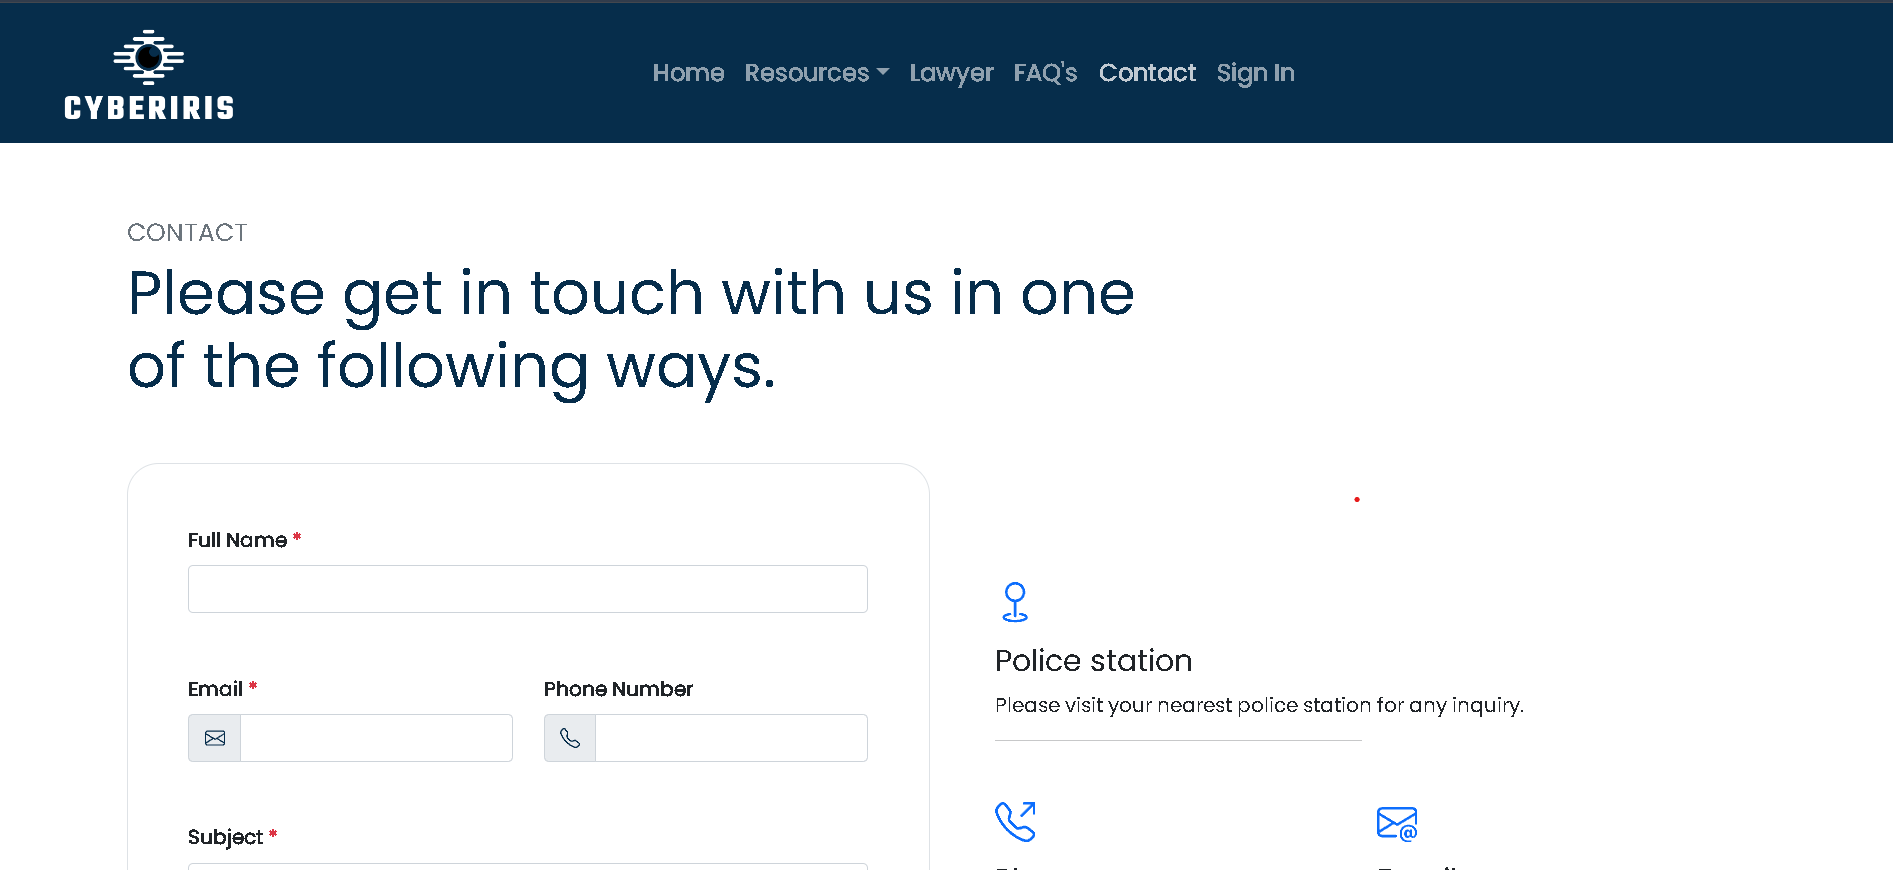 CYBERIRIS
Home Resources Lawyer FAQ's Contact Sign In
CONTACT
Please get in touch with us in one
of the following ways.
Full Name *
Email * Phone Number
Subject *
Police station
Please visit your nearest police station for any inquiry.